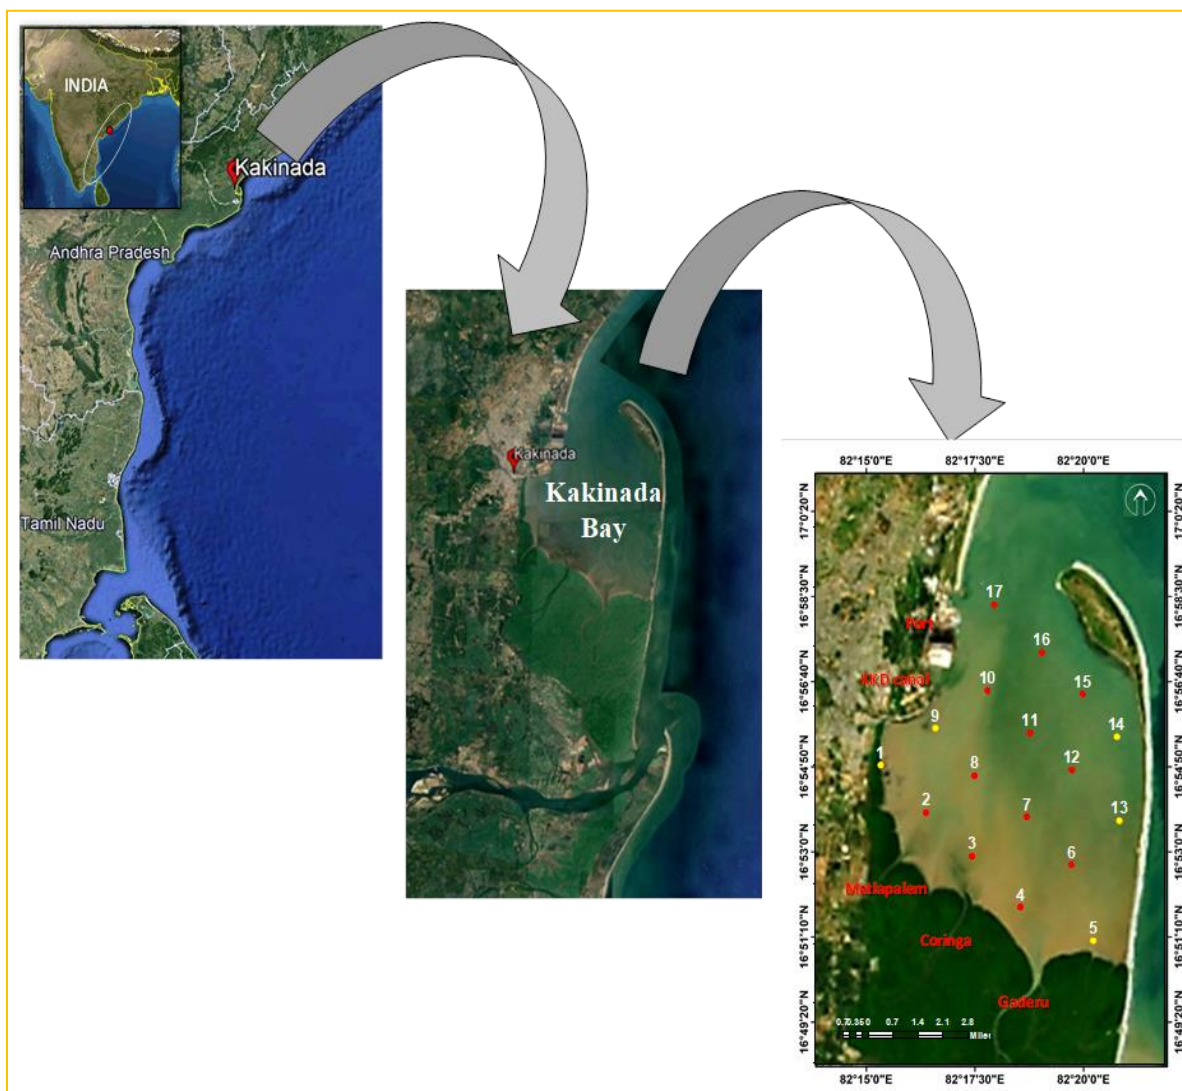 INDIA
Kakinada
Andhra Pradesh
Tamil Nadu
Kakinada
Kakinada
Bay
82°15'0"E 82°17'30"E 82°20'0"E
17°0'20"N 17°0'20"N
16°58'30"N 16°58'30"N
16°56'40"N 16°56'40"N
16°54'50"N 16°54'50"N
16°53'0"N 16°53'0"N
16°51'10"N 16°51'10"N
16°49'20"N 16°49'20"N
17
Port
16
KKD canal
10
15
9
11
14
1
8
12
2
7
13
3
6
Matlapalem
4
Coringa
5
Gaderu
0.7 0.35 0 0.7 1.4 2.1 2.8
Miles
82°15'0"E 82°17'30"E 82°20'0"E